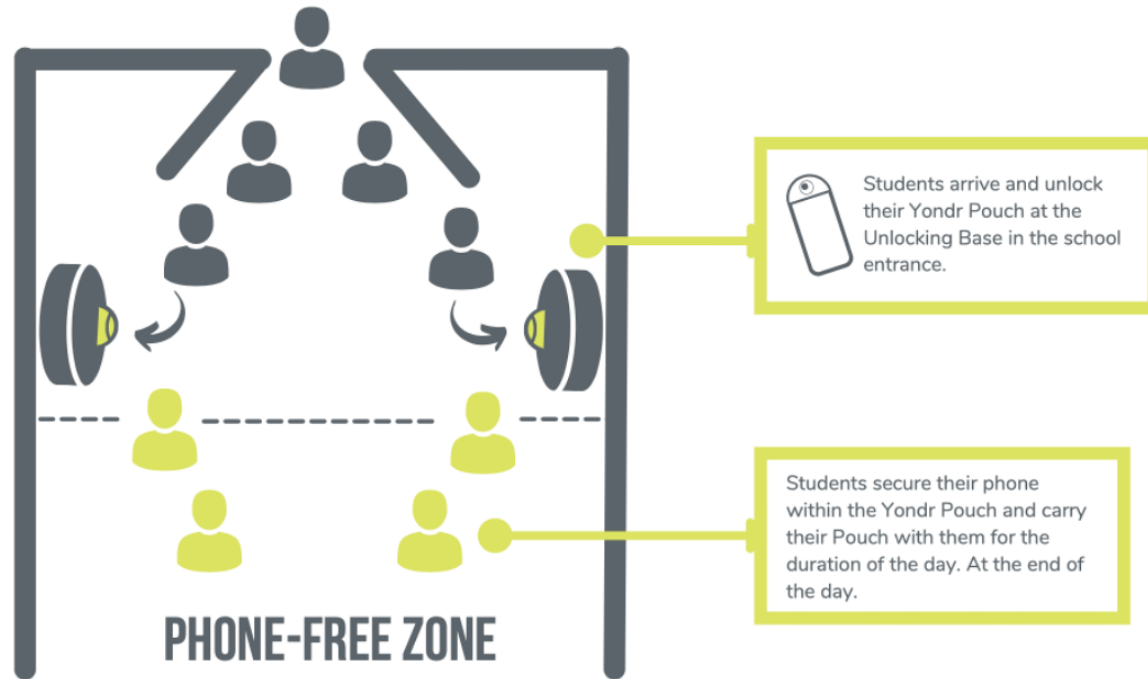 Students arrive and unlock
their Yondr Pouch at the
Unlocking Base in the school
entrance.
Students secure their phone
within the Yondr Pouch and carry
their Pouch with them for the
duration of the day. At the end of
the day.
PHONE-FREE ZONE